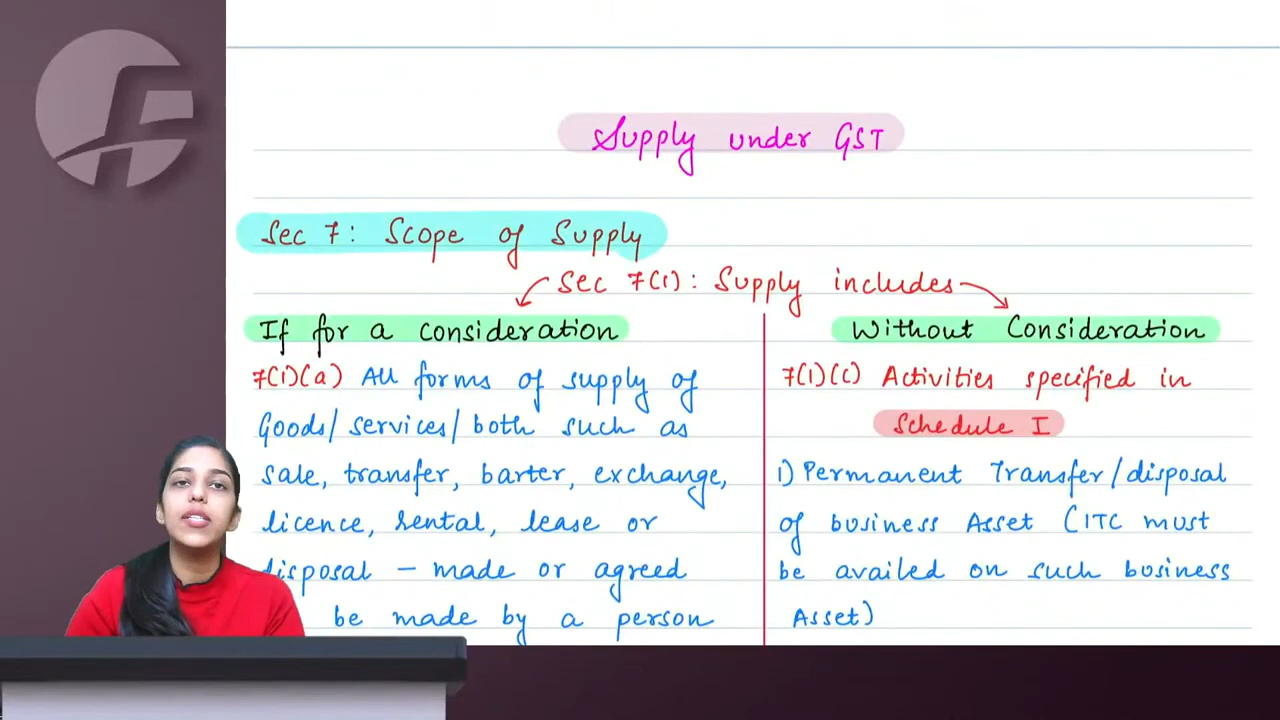 Supply under GST
Sec 7: Scope of Supply
Sec 7(1): Supply includes
If for a consideration
7(1)(a) All forms of supply of
Goods/services/both such as
sale, transfer, barter, exchange,
licence, rental, lease or
disposal – made or agreed
be made by a person
Without Consideration
7(1)(c) Activities specified in
Schedule I
1) Permanent Transfer/disposal
of business Asset (ITC must
be availed on such business
Asset)